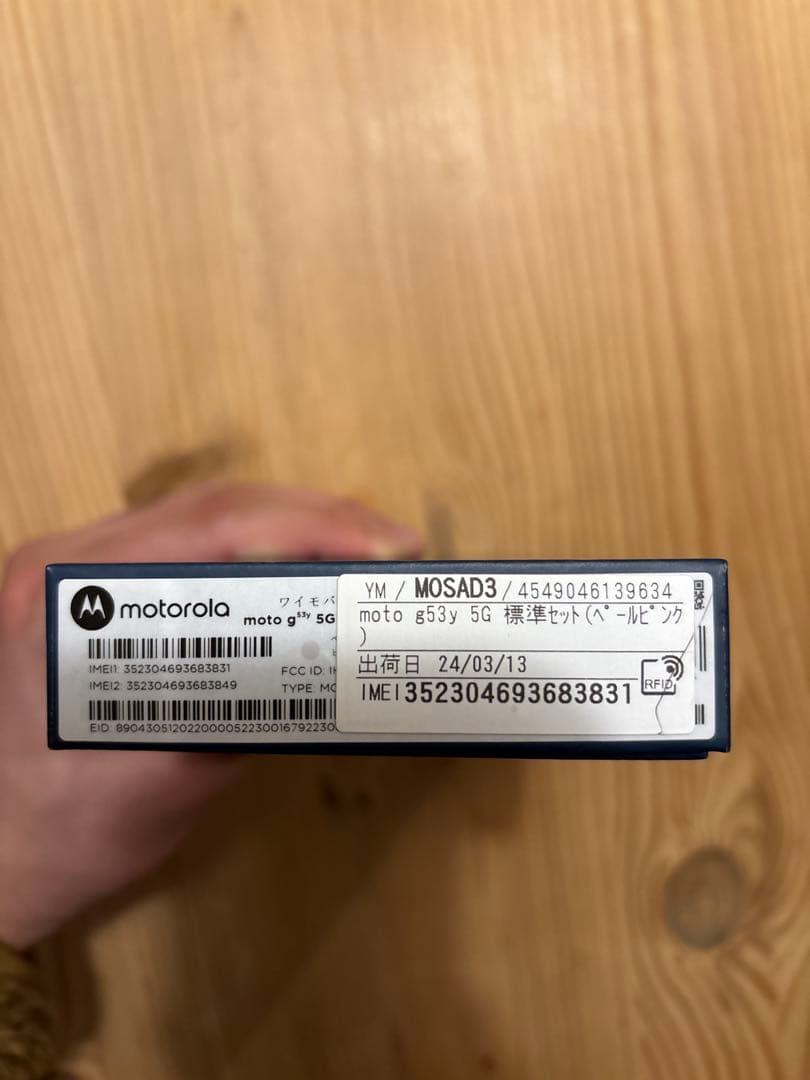 motorola
ワイモバ
moto g53y 5G
IMEI1: 352304693683831
FCC ID: IH
IMEI2: 352304693683849
TYPE: MO
EID: 890430512022000052230016792230
YM / MOSAD3 / 4549046139634
moto g53y 5G 標準ｾｯﾄ(ﾍﾟｰﾙﾋﾟﾝｸ
)
出荷日 24/03/13
IMEI352304693683831
RFID